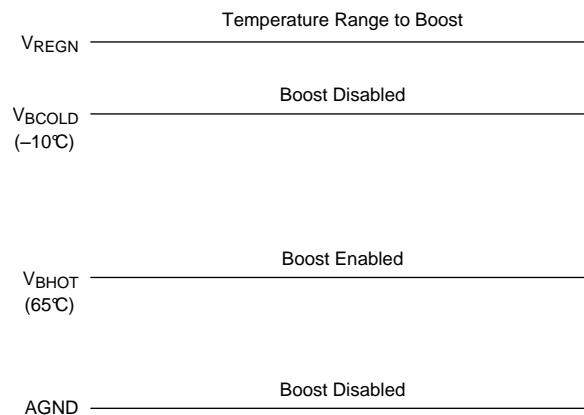 Temperature Range to Boost
VREGN
Boost Disabled
VBCOLD
(–10℃)
Boost Enabled
VBHOT
(65℃)
Boost Disabled
AGND